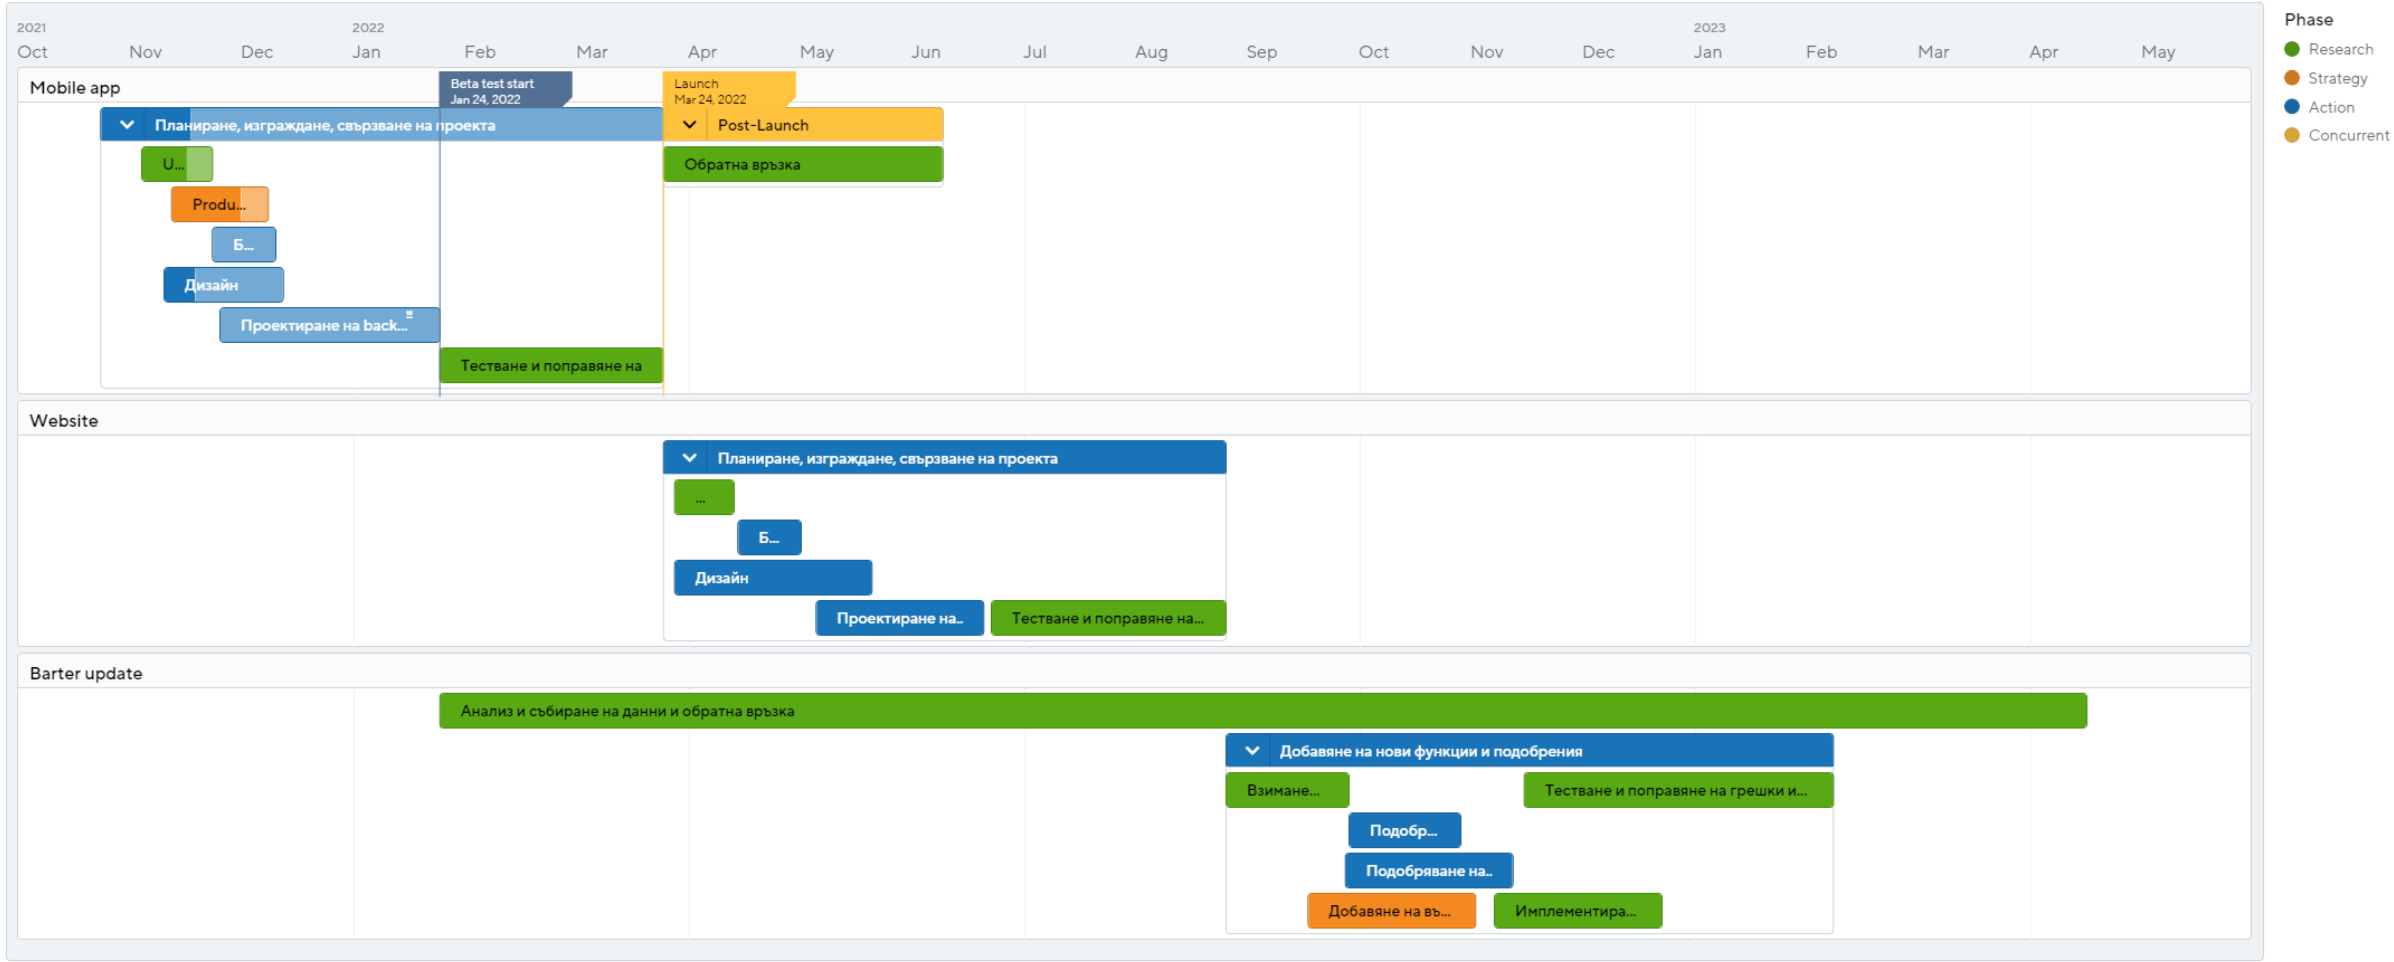 2021
2022
2023
Oct Nov Dec Jan Feb Mar Apr May Jun Jul Aug Sep Oct Nov Dec Jan Feb Mar Apr May
Phase
Research
Strategy
Action
Concurrent
Mobile app
Beta test start
Jan 24, 2022
Launch
Mar 24, 2022
Планиране, изграждане, свързване на проекта
Post-Launch
U...
Обратна връзка
Produ...
Б...
Дизайн
Проектиране на back...
Тестване и поправяне на
Website
Планиране, изграждане, свързване на проекта
...
Б...
Дизайн
Проектиране на..
Тестване и поправяне на...
Barter update
Анализ и събиране на данни и обратна връзка
Добавяне на нови функции и подобрения
Взимане...
Тестване и поправяне на грешки и...
Подобр...
Подобряване на..
Добавяне на въ...
Имплементира...